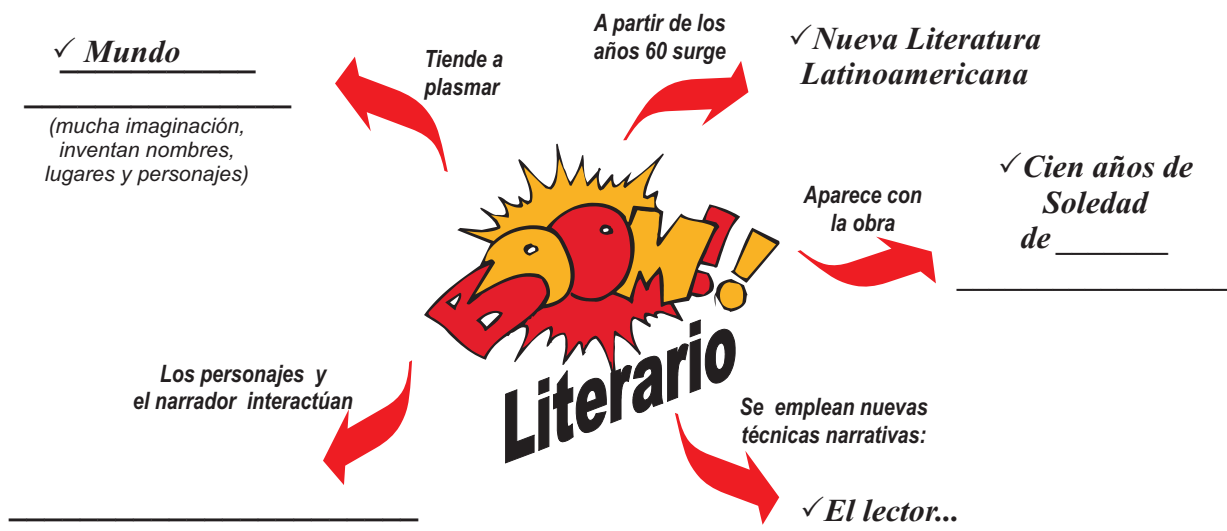 ✓ Mundo
(mucha imaginación,
inventan nombres,
lugares y personajes)
Tiende a
plasmar
A partir de los
años 60 surge
✓ Nueva Literatura
Latinoamericana
✓ Cien años de
Soledad
de ________
Aparece con
la obra
BOOM!!
Literario
Los personajes y
el narrador interactúan
Se emplean nuevas
técnicas narrativas:
✓ El lector...